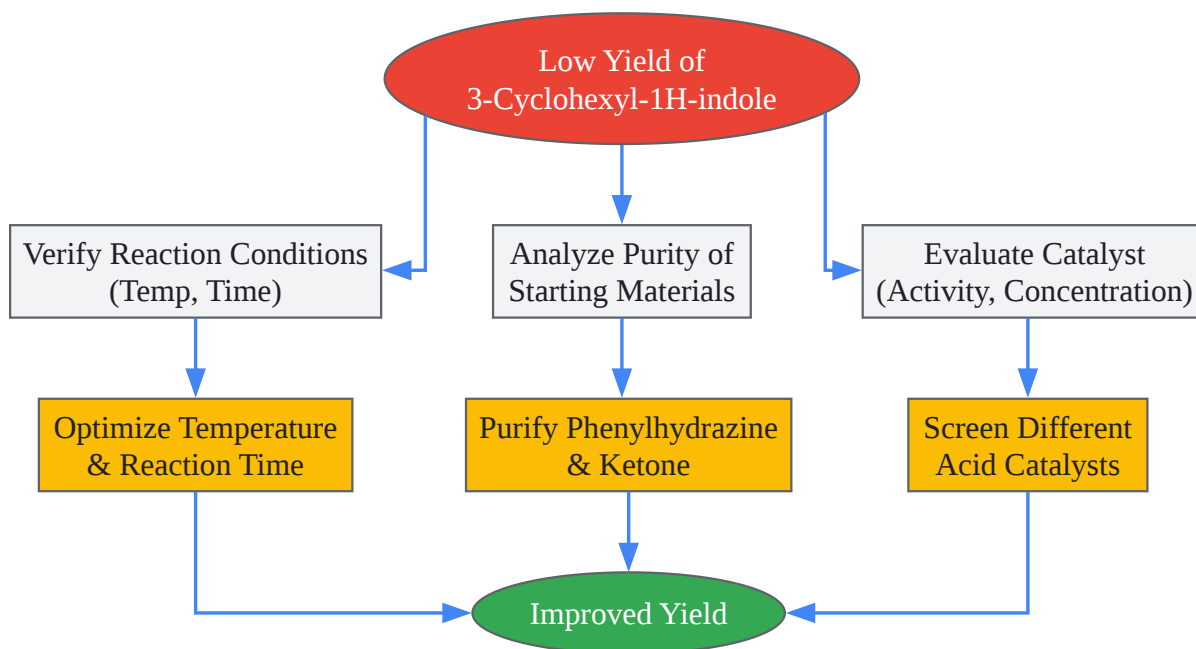 Low Yield of
3-Cyclohexyl-1H-indole
Verify Reaction Conditions
(Temp, Time)
Analyze Purity of
Starting Materials
Evaluate Catalyst
(Activity, Concentration)
Optimize Temperature
& Reaction Time
Purify Phenylhydrazine
& Ketone
Screen Different
Acid Catalysts
Improved Yield